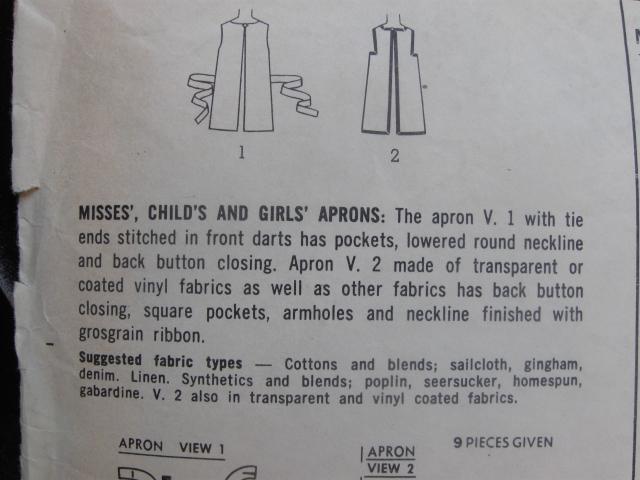 1
2
MISSES', CHILD'S AND GIRLS' APRONS: The apron V. 1 with tie
ends stitched in front darts has pockets, lowered round neckline
and back button closing. Apron V. 2 made of transparent or
coated vinyl fabrics as well as other fabrics has back button
closing, square pockets, armholes and neckline finished with
grosgrain ribbon.
Suggested fabric types — Cottons and blends; sailcloth, gingham,
denim. Linen. Synthetics and blends; poplin, seersucker, homespun,
gabardine. V. 2 also in transparent and vinyl coated fabrics.
APRON VIEW 1
APRON
VIEW 2
9 PIECES GIVEN